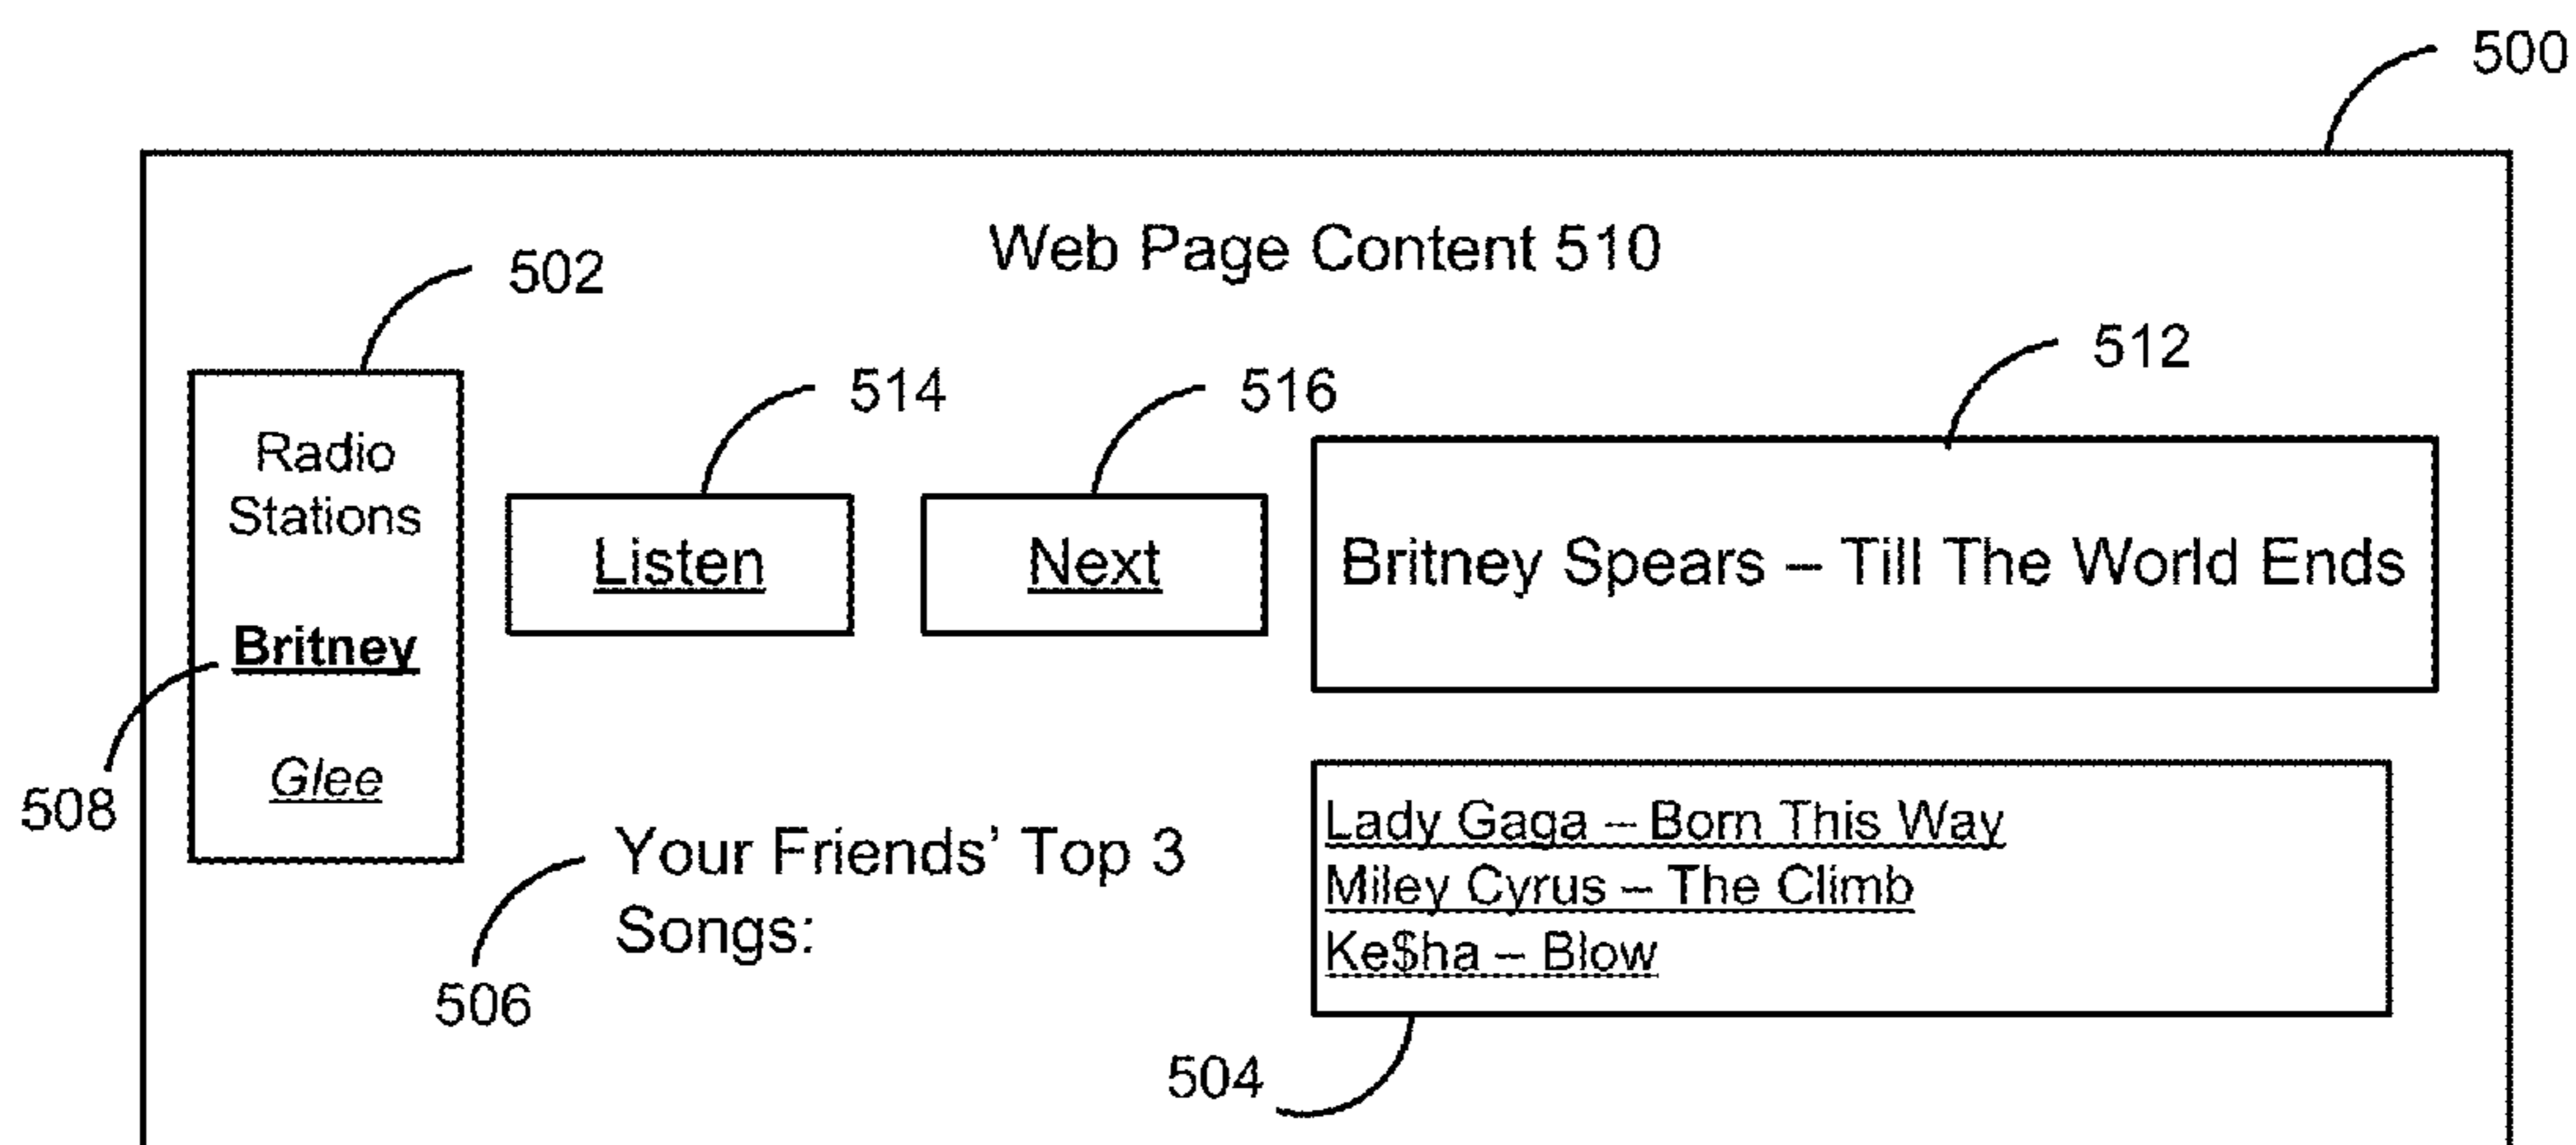 500
Web Page Content 510
502
512
514
516
Radio
Stations
Listen
Next
Britney Spears – Till The World Ends
Britney
Glee
508
Your Friends' Top 3
Songs:
506
Lady Gaga – Born This Way
Miley Cyrus – The Climb
Ke$ha – Blow
504